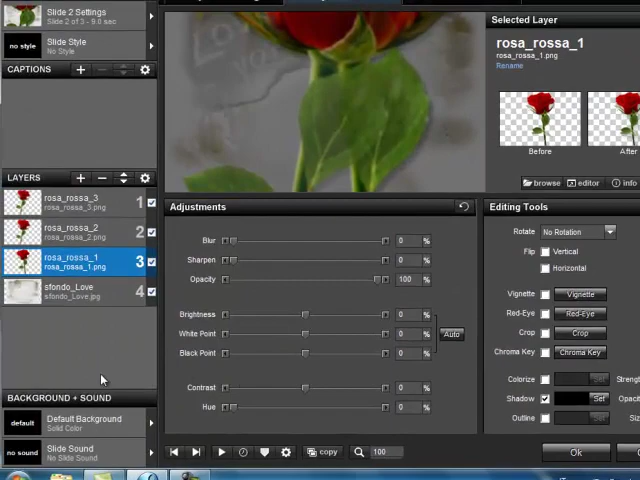 Slide 2 Settings
Slide 2 of 3 - 9.0 sec
no style
Slide Style
No Style
CAPTIONS
LAYERS
rosa_rossa_3
rosa_rossa_3.png
1
rosa_rossa_2
rosa_rossa_2.png
2
rosa_rossa_1
rosa_rossa_1.png
3
sfondo_Love
sfondo_Love.jpg
4
BACKGROUND + SOUND
default
Default Background
Solid Color
no sound
Slide Sound
No Slide Sound
Adjustments
Blur 0 %
Sharpen 0 %
Opacity 100 %
Brightness 0 %
White Point 0 %
Auto
Black Point 0 %
Contrast 0 %
Hue 0 %
copy
100
Selected Layer
rosa_rossa_1
rosa_rossa_1.png
Rename
Before
After
browse
editor
info
Editing Tools
Rotate No Rotation
Flip Vertical
Horizontal
Vignette Vignette
Red-Eye Red-Eye
Crop Crop
Chroma Key Chroma Key
Colorize Set
Shadow Set
Outline Set
Ok